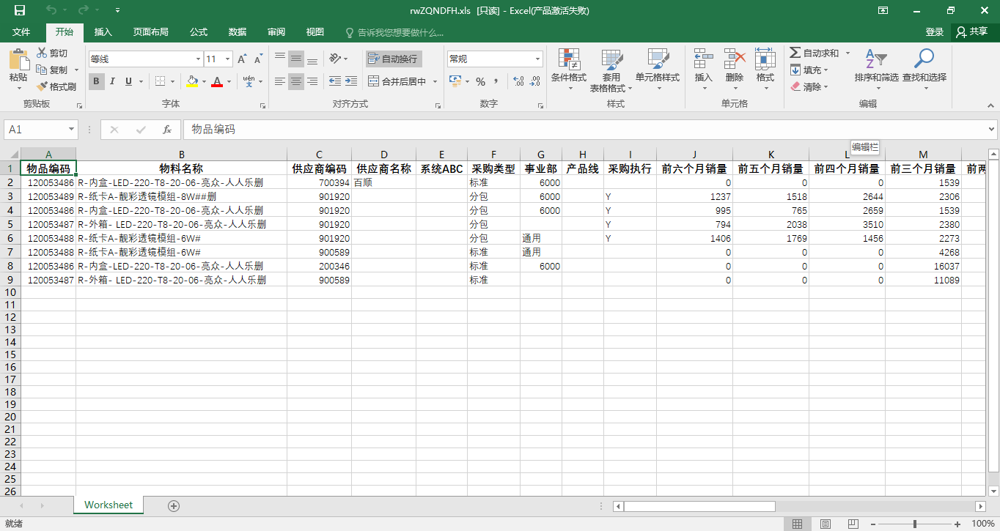 rwZQNDFH.xls [只读] - Excel(产品激活失败)
文件 开始 插入 页面布局 公式 数据 审阅 视图 告诉我您想要做什么... 登录 共享
粘贴 剪切 复制 格式刷 剪贴板
等线 11 B I U wén 文 字体
自动换行 合并后居中 对齐方式
常规 % 数字
条件格式 套用表格格式 单元格样式 样式
插入 删除 格式 单元格
自动求和 填充 清除 排序和筛选 查找和选择 编辑
A1 fx 物品编码
编辑栏
A B C D E F G H I J K L M
1 物品编码 物料名称 供应商编码 供应商名称 系统ABC 采购类型 事业部 产品线 采购执行 前六个月销量 前五个月销量 前四个月销量 前三个月销量 前两
2 120053486 R-内盒-LED-220-T8-20-06-亮众-人人乐删 700394 百顺 标准 6000 0 0 0 1539
3 120053489 R-纸卡A-靓彩透镜模组-8W##删 901920 分包 6000 Y 1237 1518 2644 2306
4 120053486 R-内盒-LED-220-T8-20-06-亮众-人人乐删 901920 分包 6000 Y 995 765 2659 1539
5 120053487 R-外箱- LED-220-T8-20-06-亮众-人人乐删 901920 分包 Y 794 2038 3510 2380
6 120053488 R-纸卡A-靓彩透镜模组-6W# 901920 分包 通用 Y 1406 1769 1456 2273
7 120053488 R-纸卡A-靓彩透镜模组-6W# 900589 标准 通用 0 0 0 4268
8 120053486 R-内盒-LED-220-T8-20-06-亮众-人人乐删 200346 标准 6000 0 0 0 16037
9 120053487 R-外箱- LED-220-T8-20-06-亮众-人人乐删 900589 标准 0 0 0 11089
10
11
12
13
14
15
16
17
18
19
20
21
22
23
24
25
26
Worksheet
就绪 100%